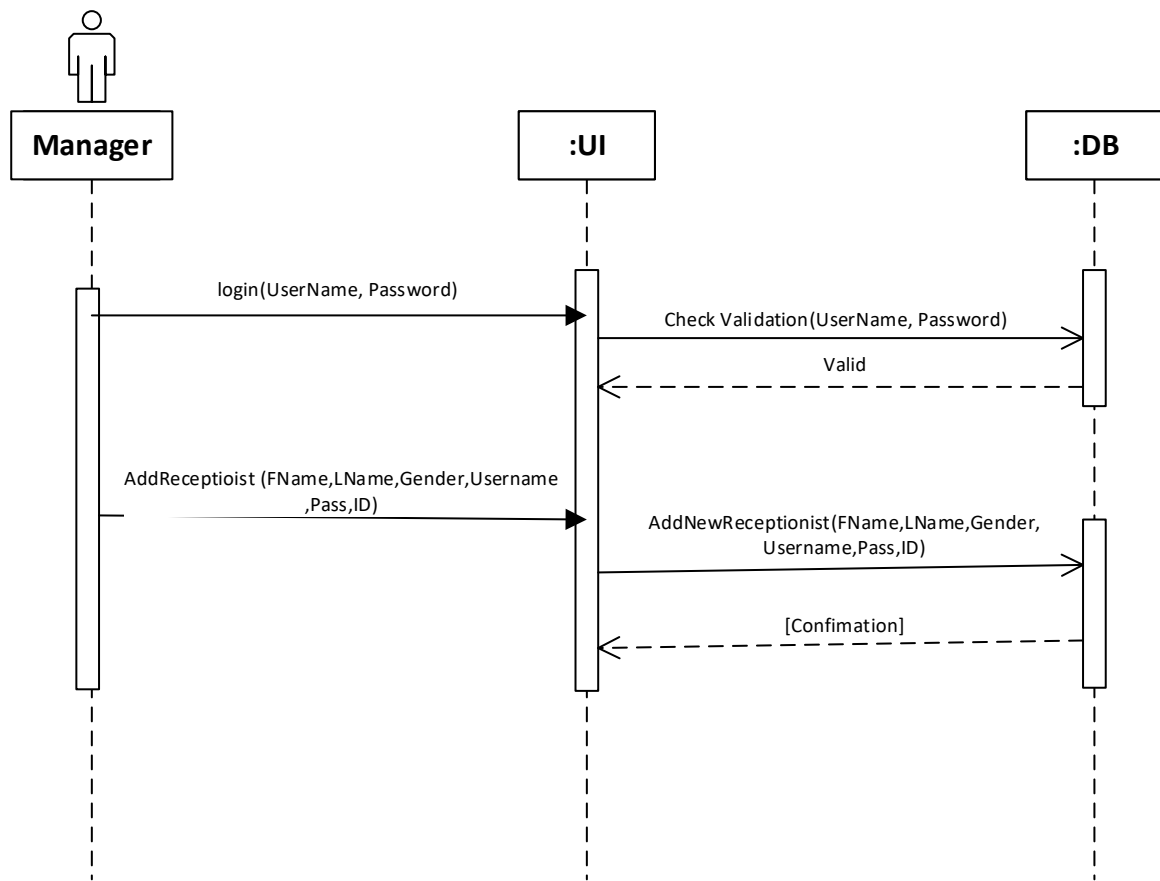 Manager
:UI
:DB
login(UserName, Password)
Check Validation(UserName, Password)
Valid
AddReceptioist (FName,LName,Gender,Username
,Pass,ID)
AddNewReceptionist(FName,LName,Gender,
Username,Pass,ID)
[Confimation]